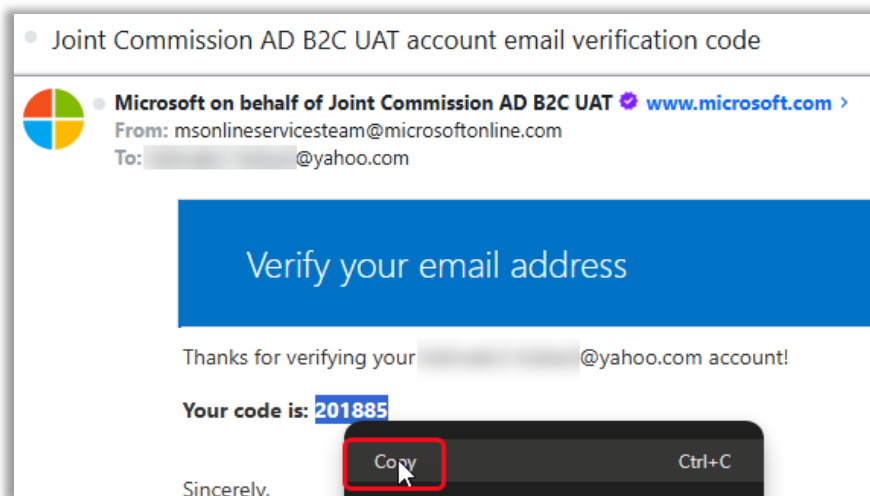 Joint Commission AD B2C UAT account email verification code
Microsoft on behalf of Joint Commission AD B2C UAT www.microsoft.com >
From: msonlineservicesteam@microsoftonline.com
To: @yahoo.com
Verify your email address
Thanks for verifying your @yahoo.com account!
Your code is: 201885
Copy Ctrl+C
Sincerely,